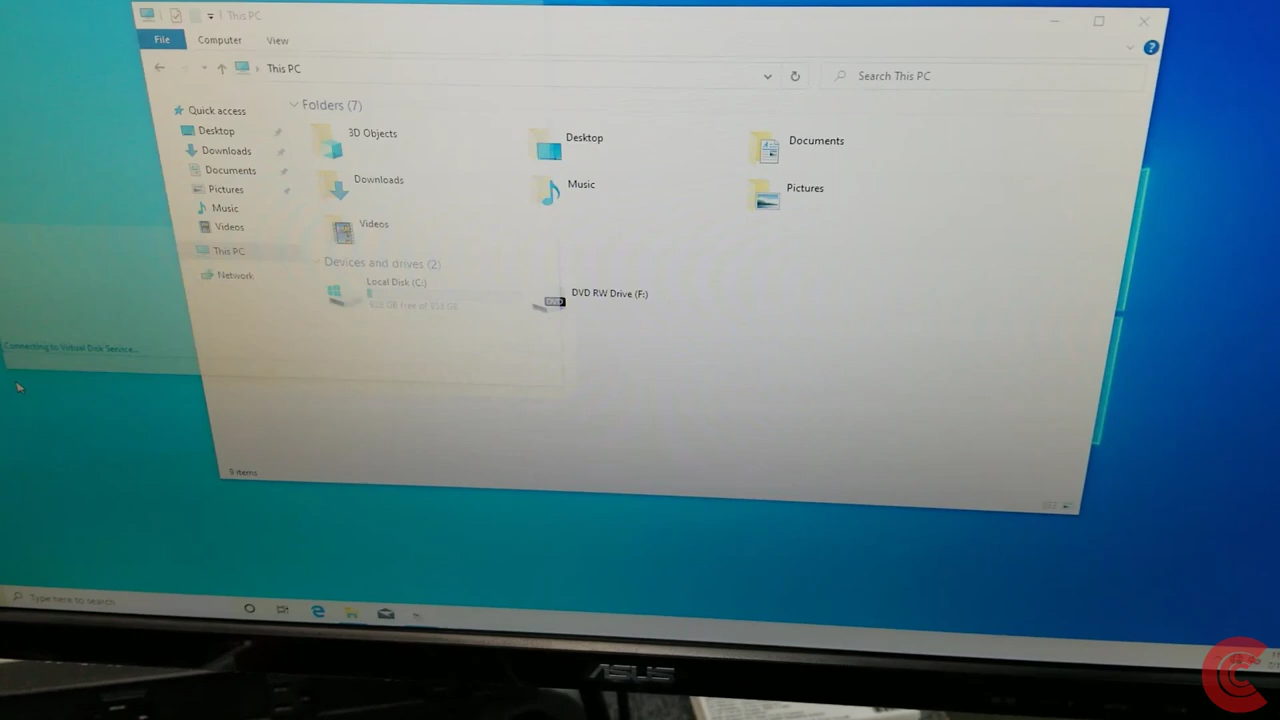 This PC
File Computer View
This PC
Search This PC
Quick access
Desktop
Downloads
Documents
Pictures
Music
Videos
This PC
Network
Folders (7)
3D Objects
Desktop
Documents
Downloads
Music
Pictures
Videos
Devices and drives (2)
Local Disk (C:)
DVD
DVD RW Drive (F:)
9 items
Connecting to Virtual Disk Service...
Type here to search
ASUS